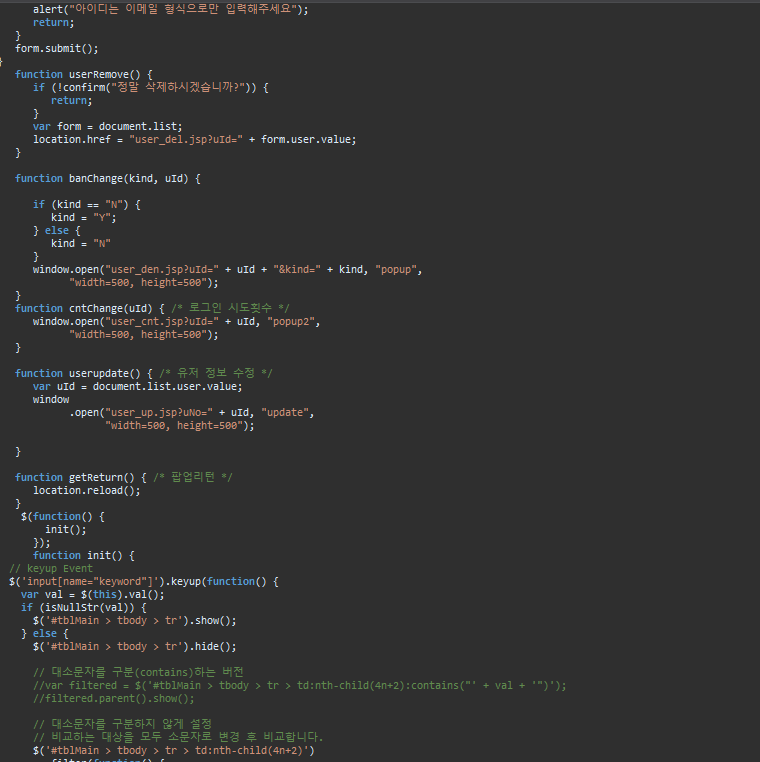 alert("아이디는 이메일 형식으로만 입력해주세요");
return;
}
form.submit();
}
function userRemove() {
if (!confirm("정말 삭제하시겠습니까?")) {
return;
}
var form = document.list;
location.href = "user_del.jsp?uId=" + form.user.value;
}
function banChange(kind, uId) {
if (kind == "N") {
kind = "Y";
} else {
kind = "N"
}
window.open("user_den.jsp?uId=" + uId + "&kind=" + kind, "popup",
"width=500, height=500");
}
function cntChange(uId) { /* 로그인 시도횟수 */
window.open("user_cnt.jsp?uId=" + uId, "popup2",
"width=500, height=500");
}
function userupdate() { /* 유저 정보 수정 */
var uId = document.list.user.value;
window
.open("user_up.jsp?uNo=" + uId, "update",
"width=500, height=500");
}
function getReturn() { /* 팝업리턴 */
location.reload();
}
$(function() {
init();
});
function init() {
// keyup Event
$('input[name="keyword"]').keyup(function() {
var val = $(this).val();
if (isNullStr(val)) {
$('#tblMain > tbody > tr').show();
} else {
$('#tblMain > tbody > tr').hide();
// 대소문자를 구분(contains)하는 버전
//var filtered = $('#tblMain > tbody > tr > td:nth-child(4n+2):contains("' + val + '")');
//filtered.parent().show();
// 대소문자를 구분하지 않게 설정
// 비교하는 대상을 모두 소문자로 변경 후 비교합니다.
$('#tblMain > tbody > tr > td:nth-child(4n+2)')
.filter(function() {